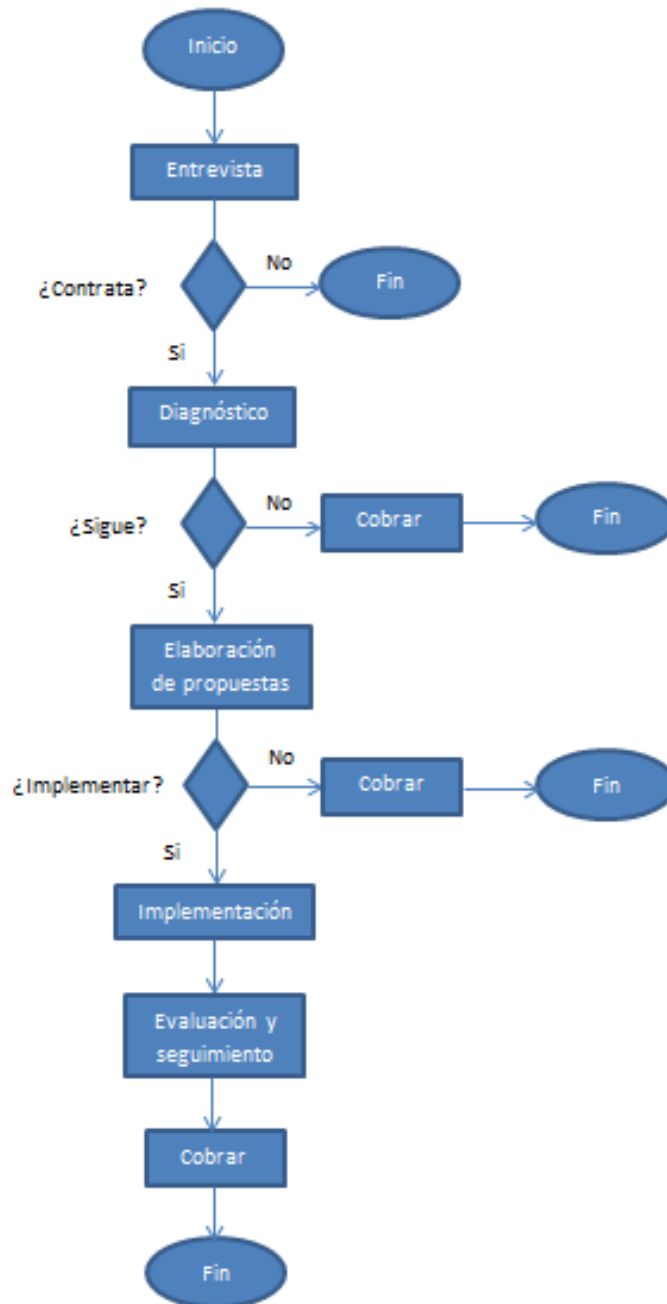 Inicio
Entrevista
¿Contrata?
No
Fin
Si
Diagnóstico
¿Sigue?
No
Cobrar
Fin
Si
Elaboración
de propuestas
¿Implementar?
No
Cobrar
Fin
Si
Implementación
Evaluación y
seguimiento
Cobrar
Fin